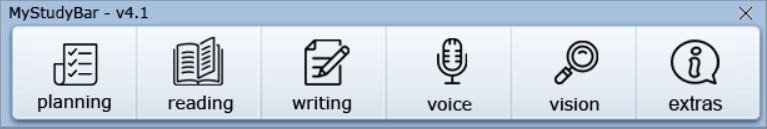 MyStudyBar - v4.1
planning reading writing voice vision extras